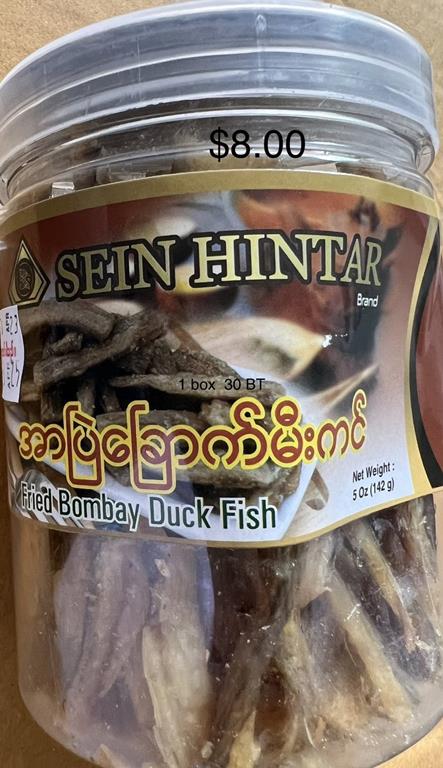 $8.00
SEIN HINTAR
Brand
1 box 30 BT
အာပြဲခြောက်မီးကင်
Net Weight :
5 Oz (142 g)
Fried Bombay Duck Fish